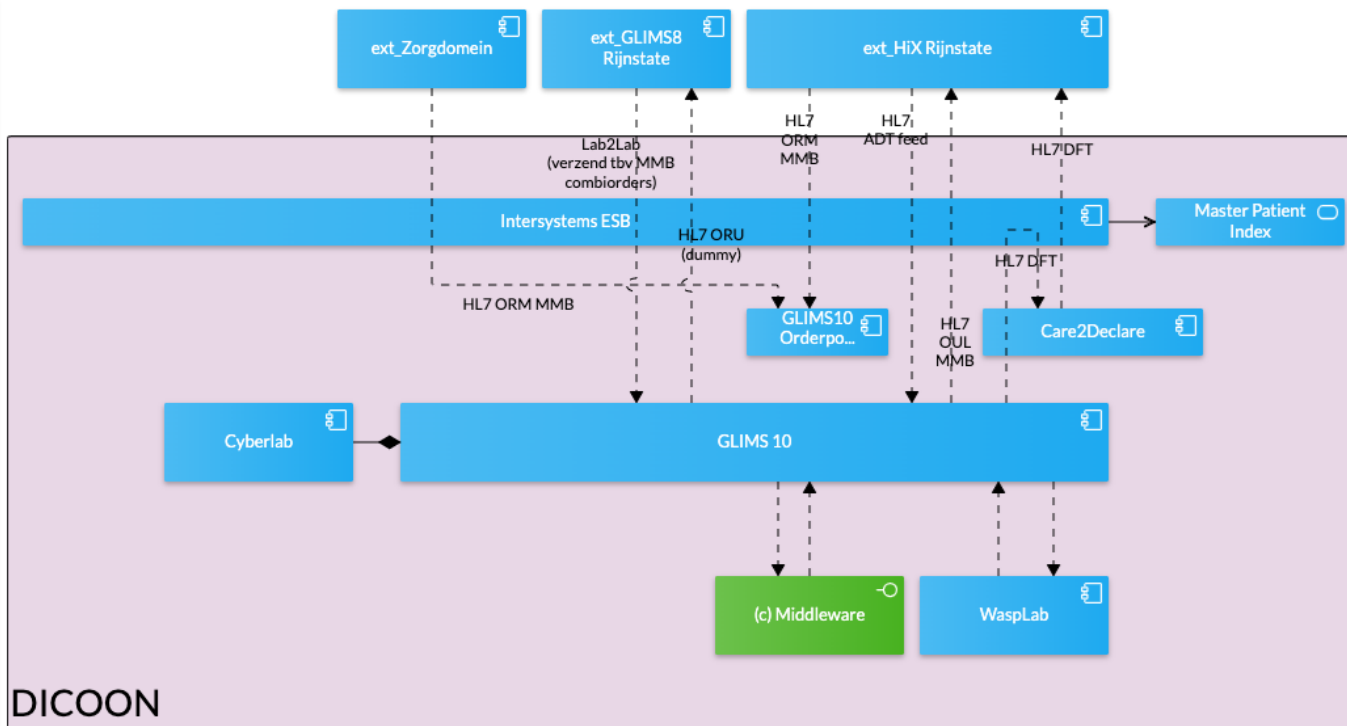 ext_Zorgdomein
ext_GLIMS8
Rijnstate
ext_HiX Rijnstate
HL7
ORM
MMB
HL7
ADT feed
Lab2Lab
(verzend tbv MMB
combiorders)
HL7 DFT
Intersystems ESB
Master Patient
Index
HL7 ORU
(dummy)
HL7 DFT
HL7 ORM MMB
GLIMS10
Orderpo...
HL7
OUL
MMB
Care2Declare
Cyberlab
GLIMS 10
(c) Middleware
WaspLab
DICOON